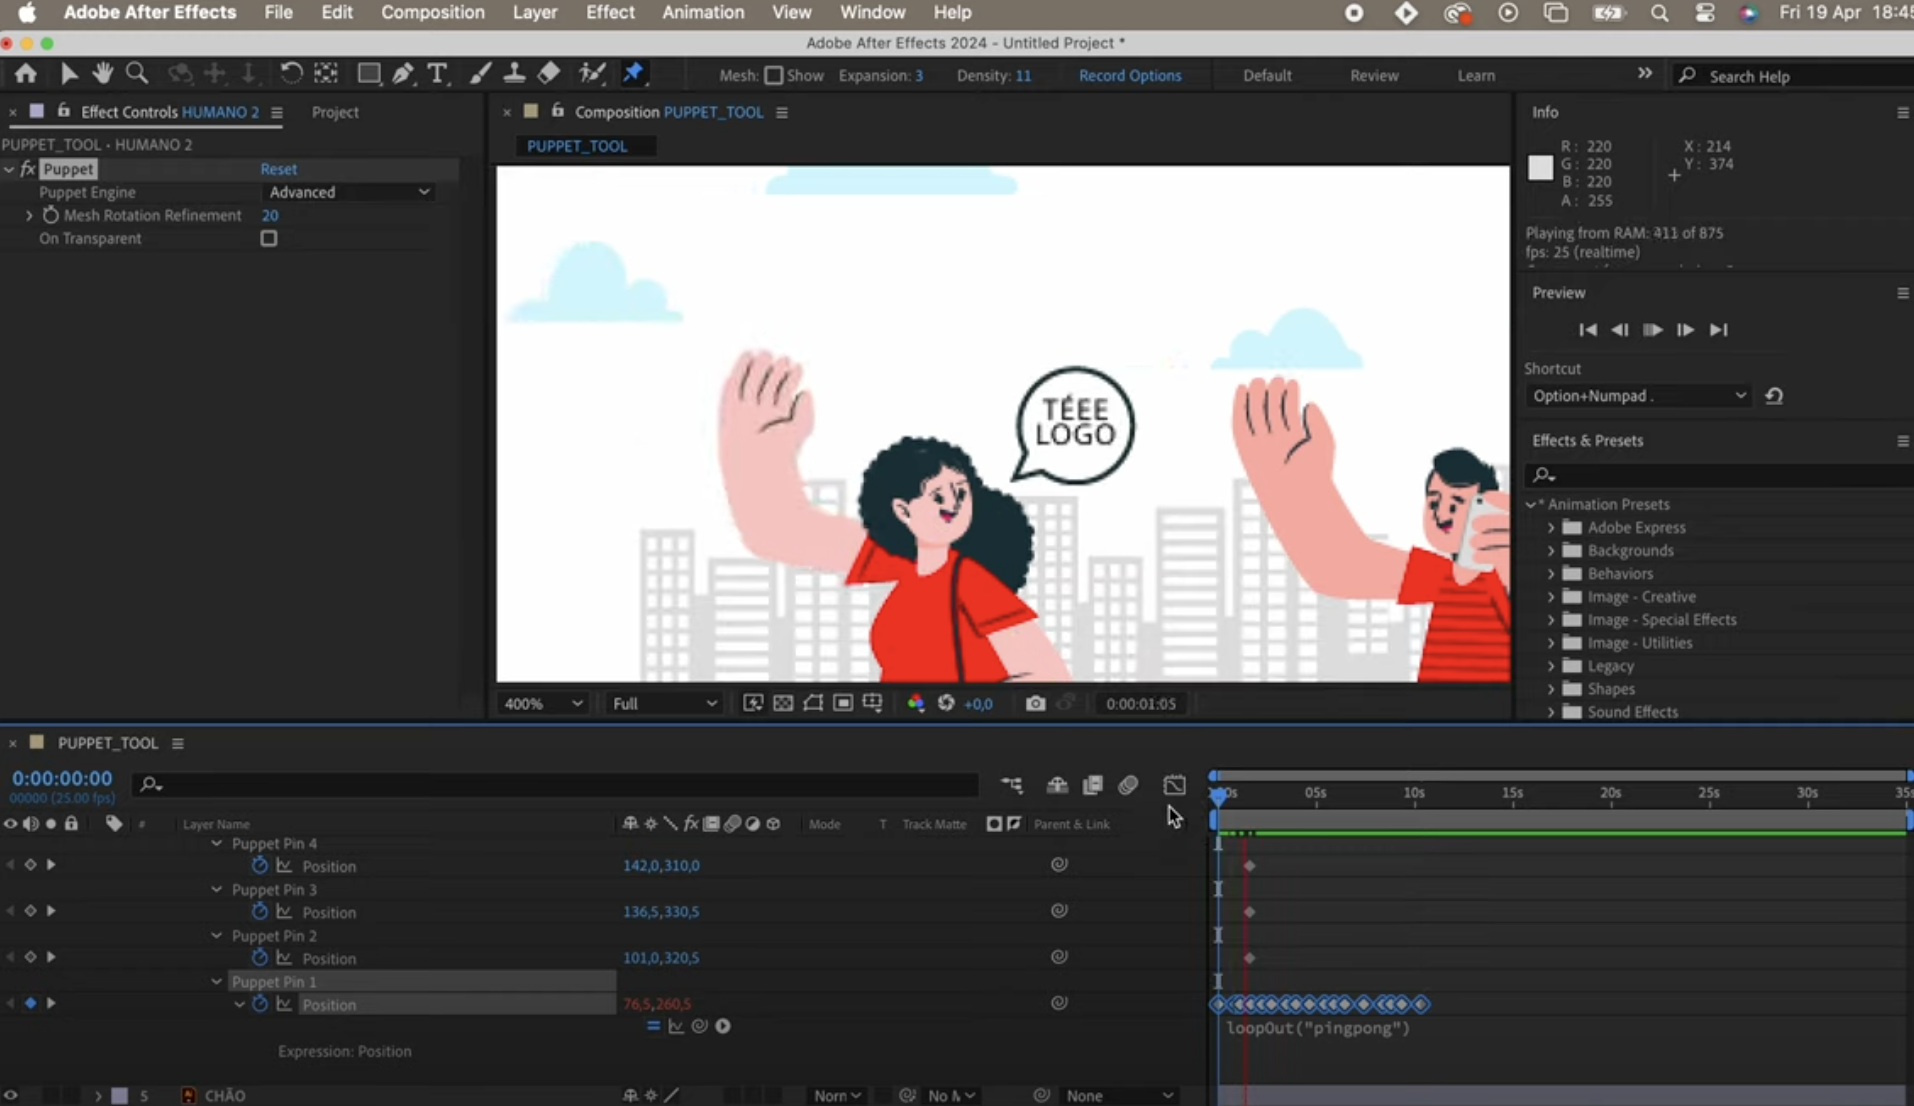 Adobe After Effects File Edit Composition Layer Effect Animation View Window Help Fri 19 Apr 18:45
Adobe After Effects 2024 - Untitled Project *
Mesh: Show Expansion: 3 Density: 11 Record Options Default Review Learn Search Help
Effect Controls HUMANO 2 Project
PUPPET_TOOL • HUMANO 2
fx Puppet Reset
Puppet Engine Advanced
Mesh Rotation Refinement 20
On Transparent
Composition PUPPET_TOOL
PUPPET_TOOL
TÉEE
LOGO
400% Full +0,0 0:00:01:05
Info
R: 220 X: 214
G: 220 Y: 374
B: 220
A: 255
Playing from RAM: 411 of 875
fps: 25 (realtime)
Preview
Shortcut
Option+Numpad .
Effects & Presets
* Animation Presets
Adobe Express
Backgrounds
Behaviors
Image - Creative
Image - Special Effects
Image - Utilities
Legacy
Shapes
Sound Effects
PUPPET_TOOL
0:00:00:00
00000 (25.00 fps)
05s 10s 15s 20s 25s 30s 35s
# Layer Name fx Mode T Track Matte Parent & Link
Puppet Pin 4
Position 142,0,310,0
Puppet Pin 3
Position 136,5,330,5
Puppet Pin 2
Position 101,0,320,5
Puppet Pin 1
Position 76,5,260,5
loopOut("pingpong")
Expression: Position
5 CHÃO Norn No M None